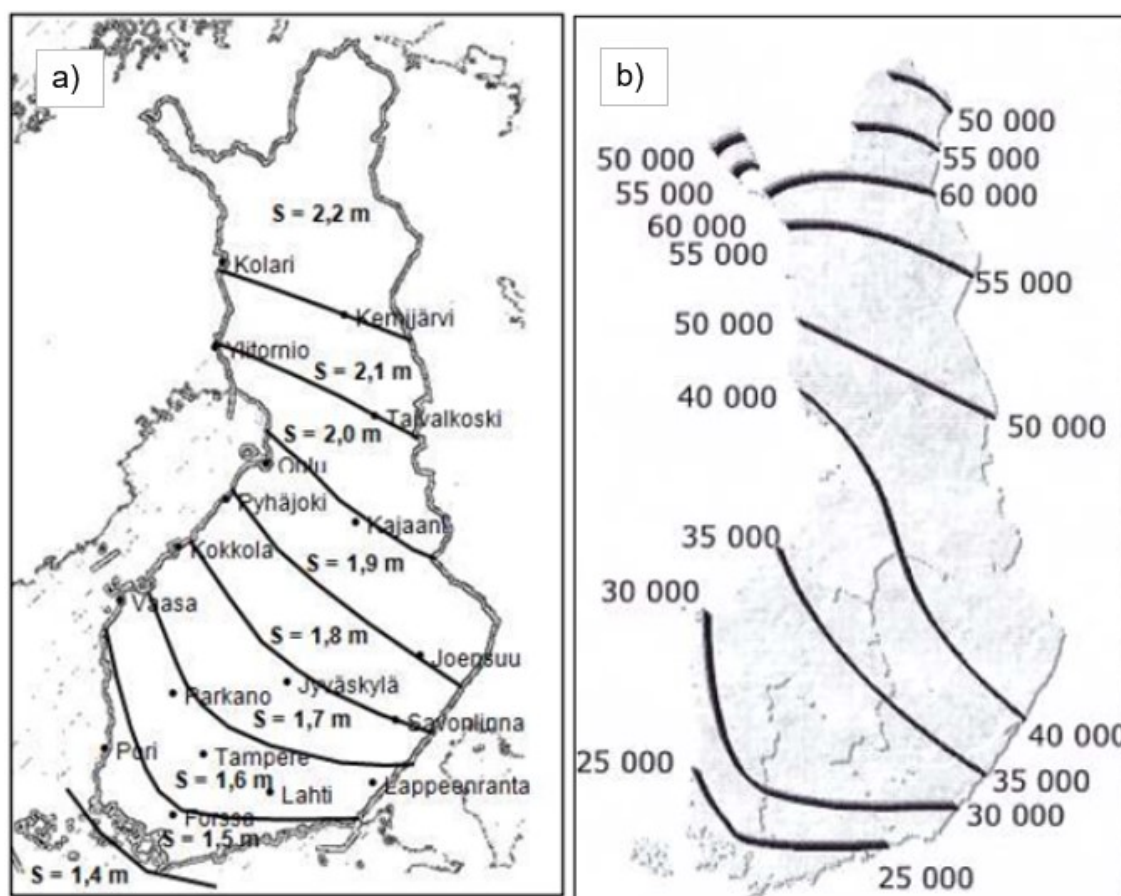 a)
S = 2,2 m
Kolari
Kemijärvi
Ylitornio
S = 2,1 m
Taivalkoski
S = 2,0 m
Oulu
Pyhäjoki
Kajaani
Kokkola
S = 1,9 m
Vaasa
S = 1,8 m
Joensuu
Jyväskylä
Parkano
S = 1,7 m
Savonlinna
Pori
Tampere
S = 1,6 m
Lahti
Lappeenranta
Forssa
S = 1,5 m
S = 1,4 m
b)
50 000
55 000
50 000
55 000
60 000
60 000
55 000
55 000
50 000
40 000
50 000
35 000
30 000
25 000
40 000
35 000
30 000
25 000